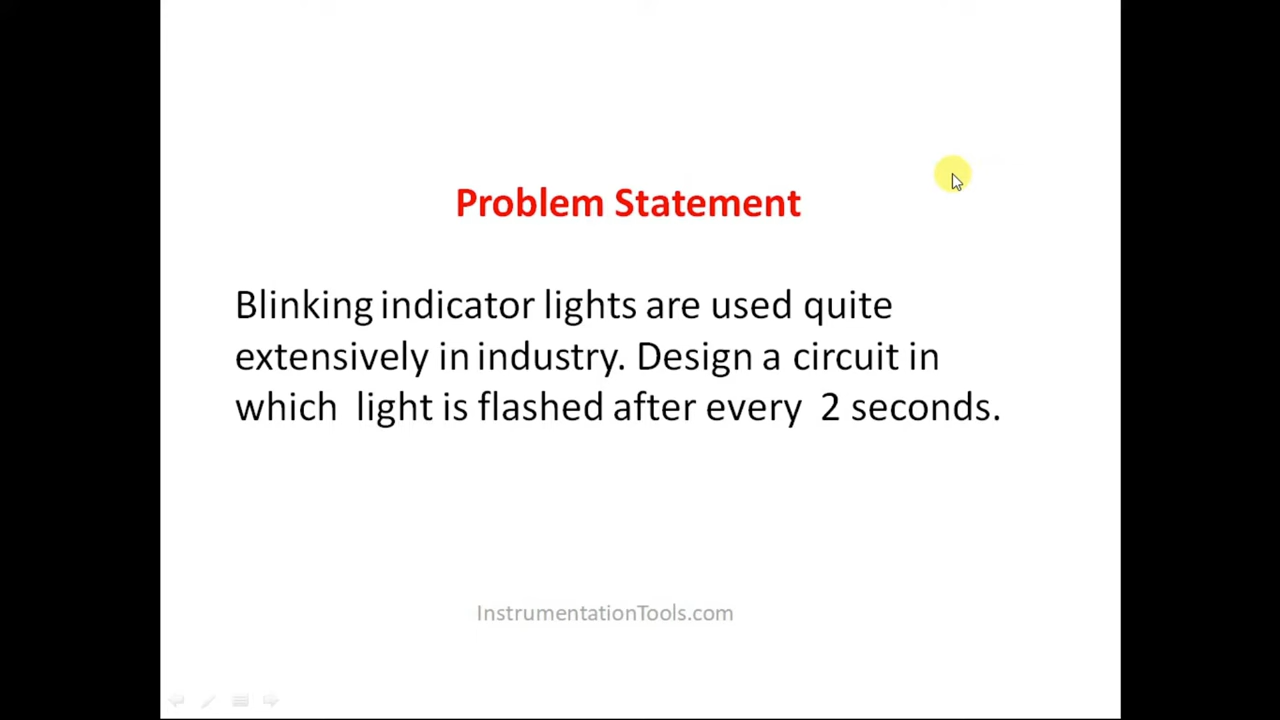 Problem Statement
Blinking indicator lights are used quite
extensively in industry. Design a circuit in
which light is flashed after every 2 seconds.
InstrumentationTools.com